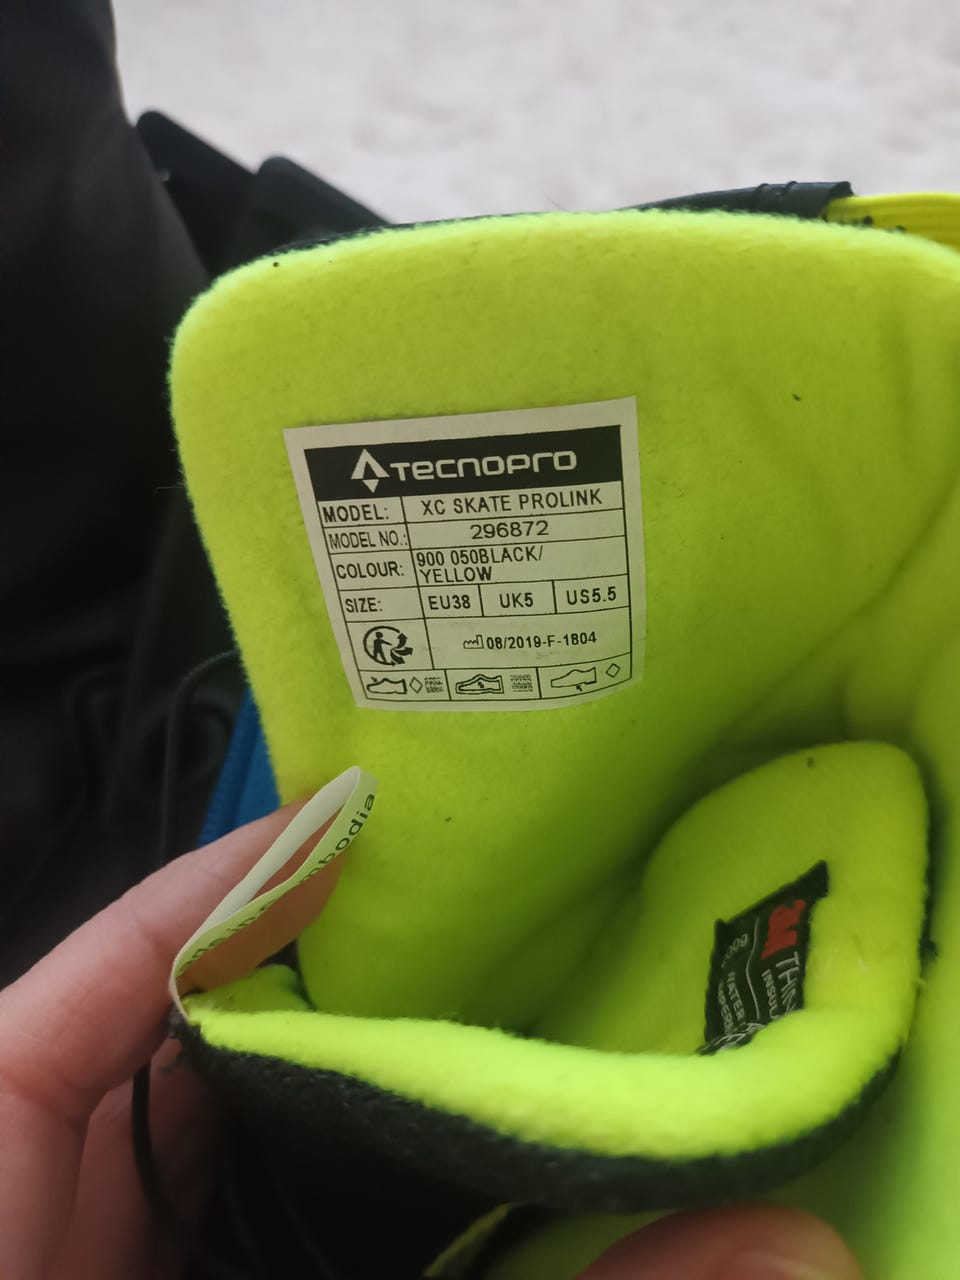 TECNOPRO
MODEL: XC SKATE PROLINK
MODEL NO.: 296872
COLOUR: 900 050BLACK/
YELLOW
SIZE: EU38 UK5 US5.5
08/2019-F-1804
3M